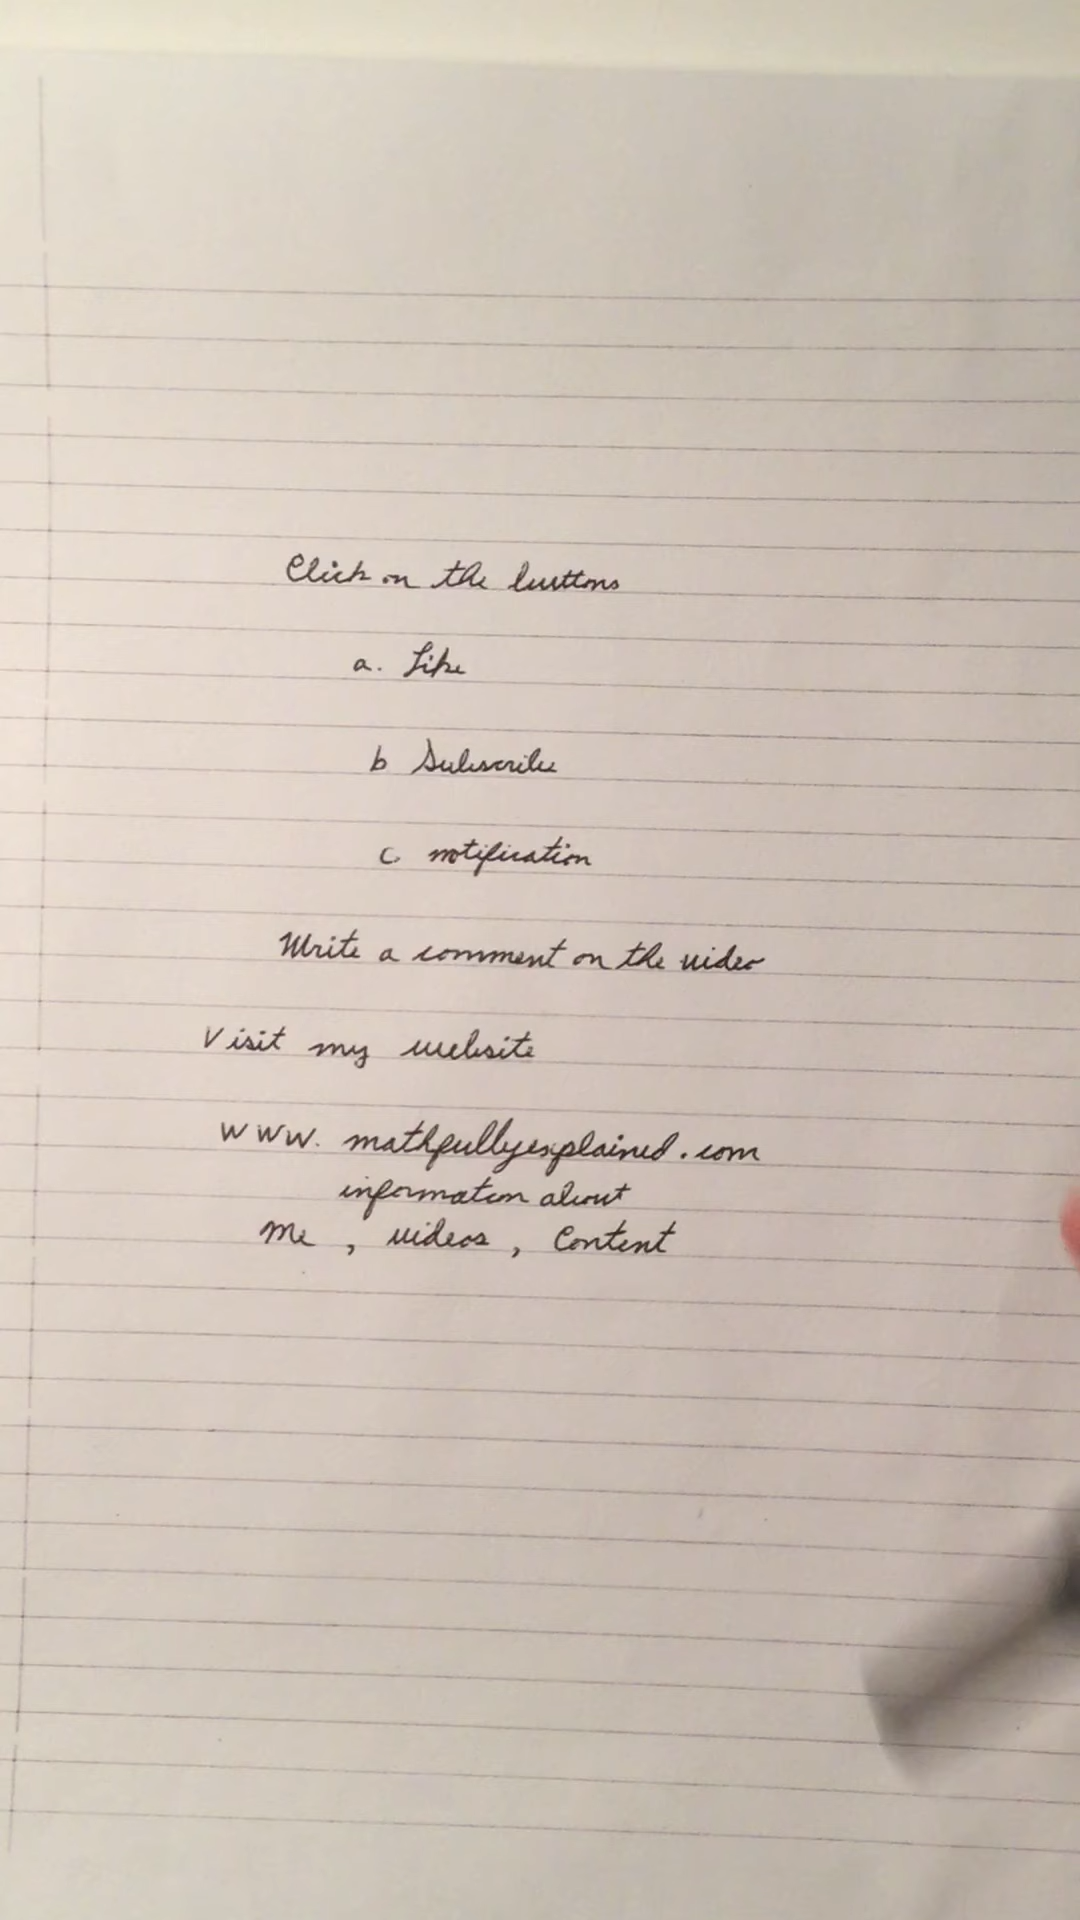 Click on the buttons
a. Like
b Subscribe
c. notification
Write a comment on the video
Visit my website
www. mathfullyexplained.com
information about
me, videos, Content